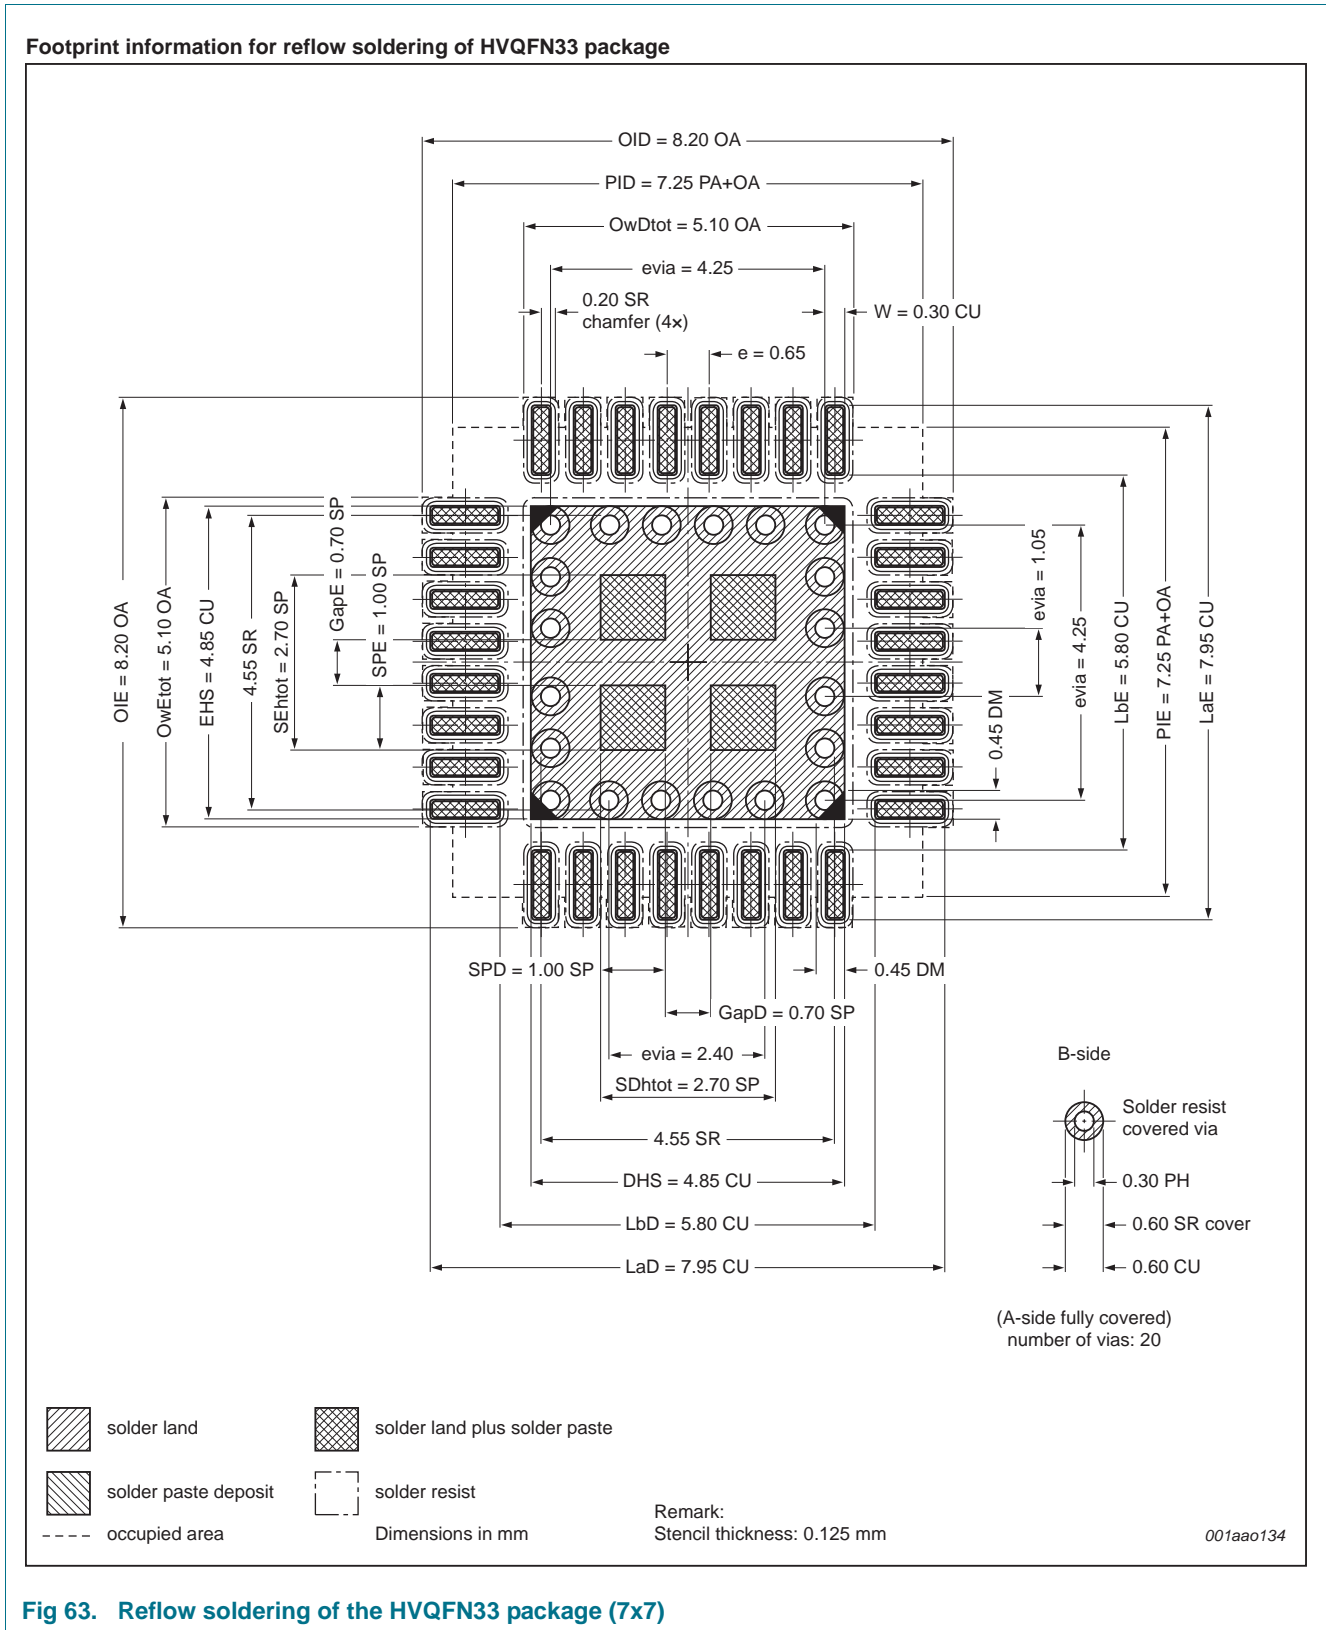 Footprint information for reflow soldering of HVQFN33 package
OID = 8.20 OA
PID = 7.25 PA+OA
OwDtot = 5.10 OA
evia = 4.25
0.20 SR
chamfer (4×)
W = 0.30 CU
e = 0.65
OIE = 8.20 OA
OwEtot = 5.10 OA
EHS = 4.85 CU
4.55 SR
SEhtot = 2.70 SP
GapE = 0.70 SP
SPE = 1.00 SP
evia = 1.05
0.45 DM
evia = 4.25
LbE = 5.80 CU
PIE = 7.25 PA+OA
LaE = 7.95 CU
SPD = 1.00 SP
0.45 DM
GapD = 0.70 SP
evia = 2.40
SDhtot = 2.70 SP
4.55 SR
DHS = 4.85 CU
LbD = 5.80 CU
LaD = 7.95 CU
B-side
Solder resist
covered via
0.30 PH
0.60 SR cover
0.60 CU
(A-side fully covered)
number of vias: 20
solder land
solder land plus solder paste
solder paste deposit
solder resist
occupied area
Dimensions in mm
Remark:
Stencil thickness: 0.125 mm
001aao134
Fig 63. Reflow soldering of the HVQFN33 package (7x7)